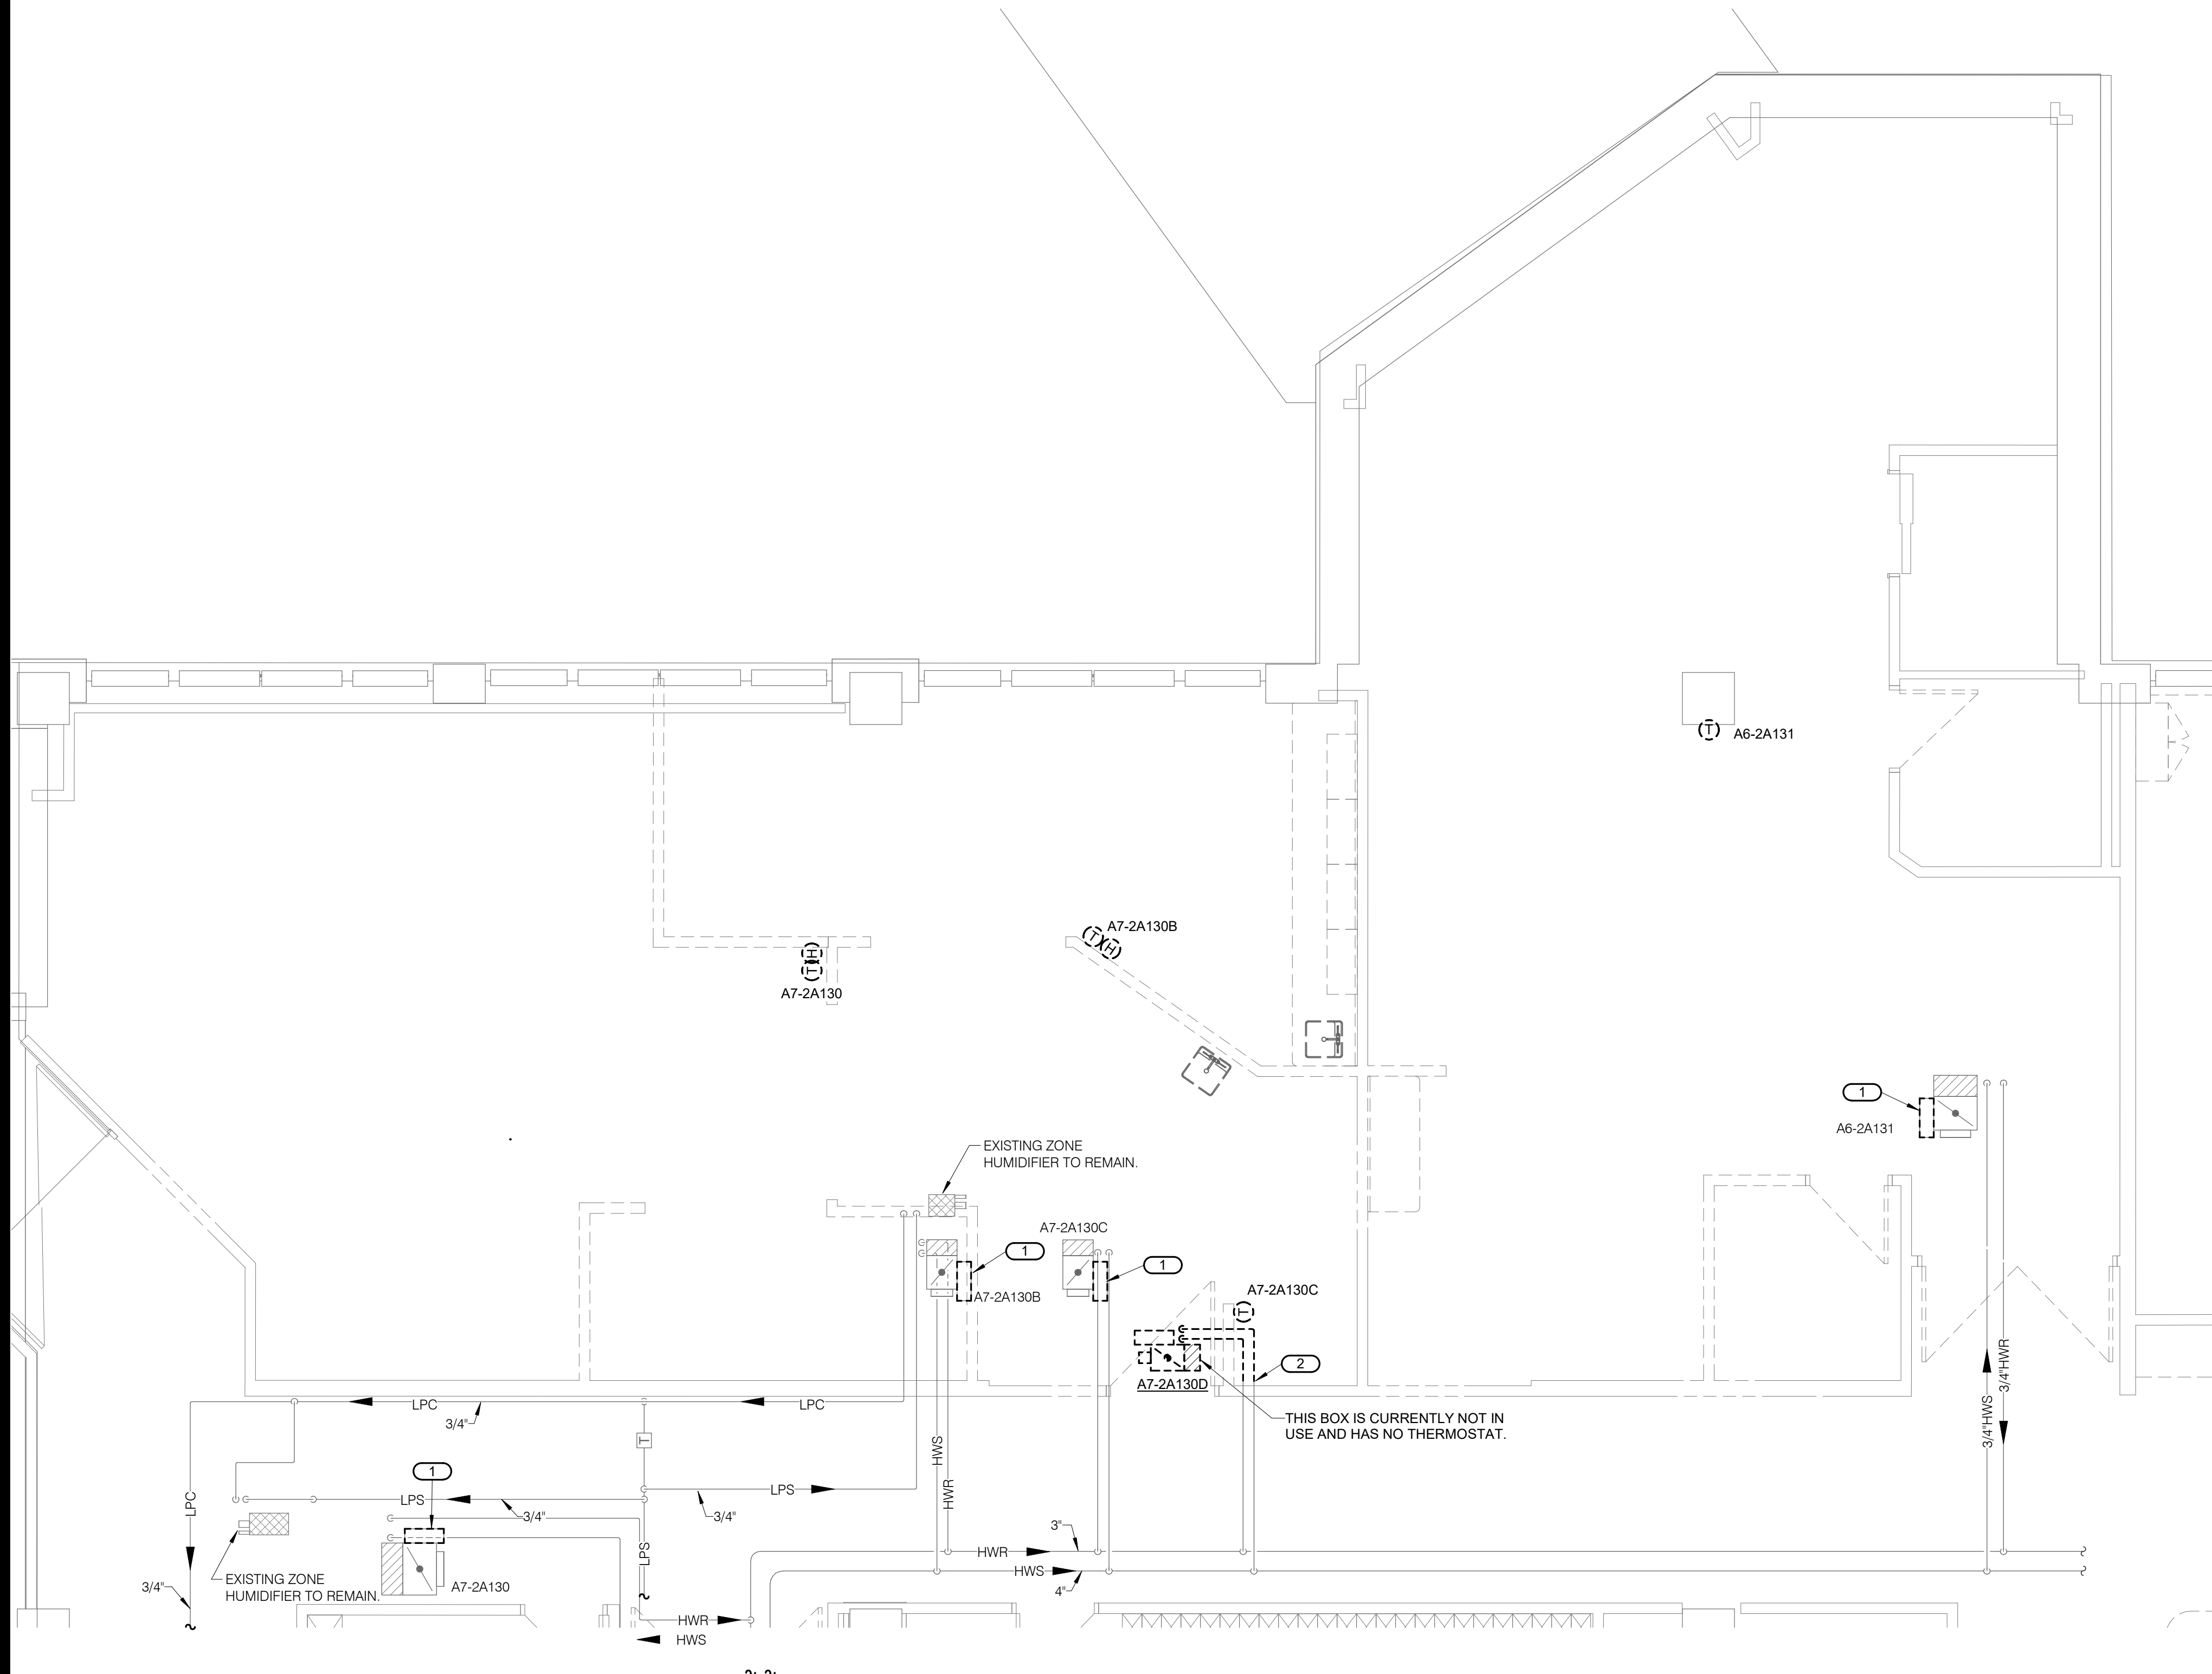 A6-2A131
A7-2A130B
T H
T
H
T
A7-2A130
1
A6-2A131
EXISTING ZONE
HUMIDIFIER TO REMAIN.
A7-2A130C
1
1
A7-2A130B
A7-2A130C
T
2
A7-2A130D
THIS BOX IS CURRENTLY NOT IN
USE AND HAS NO THERMOSTAT.
3/4"HWR
3/4"HWS
LPC
LPC
3/4"
T
HWS
HWR
1
LPC
LPS
LPS
3/4"
3/4"
3"
HWR
HWS
4"
LPS
EXISTING ZONE
HUMIDIFIER TO REMAIN.
3/4"
A7-2A130
HWR
HWS